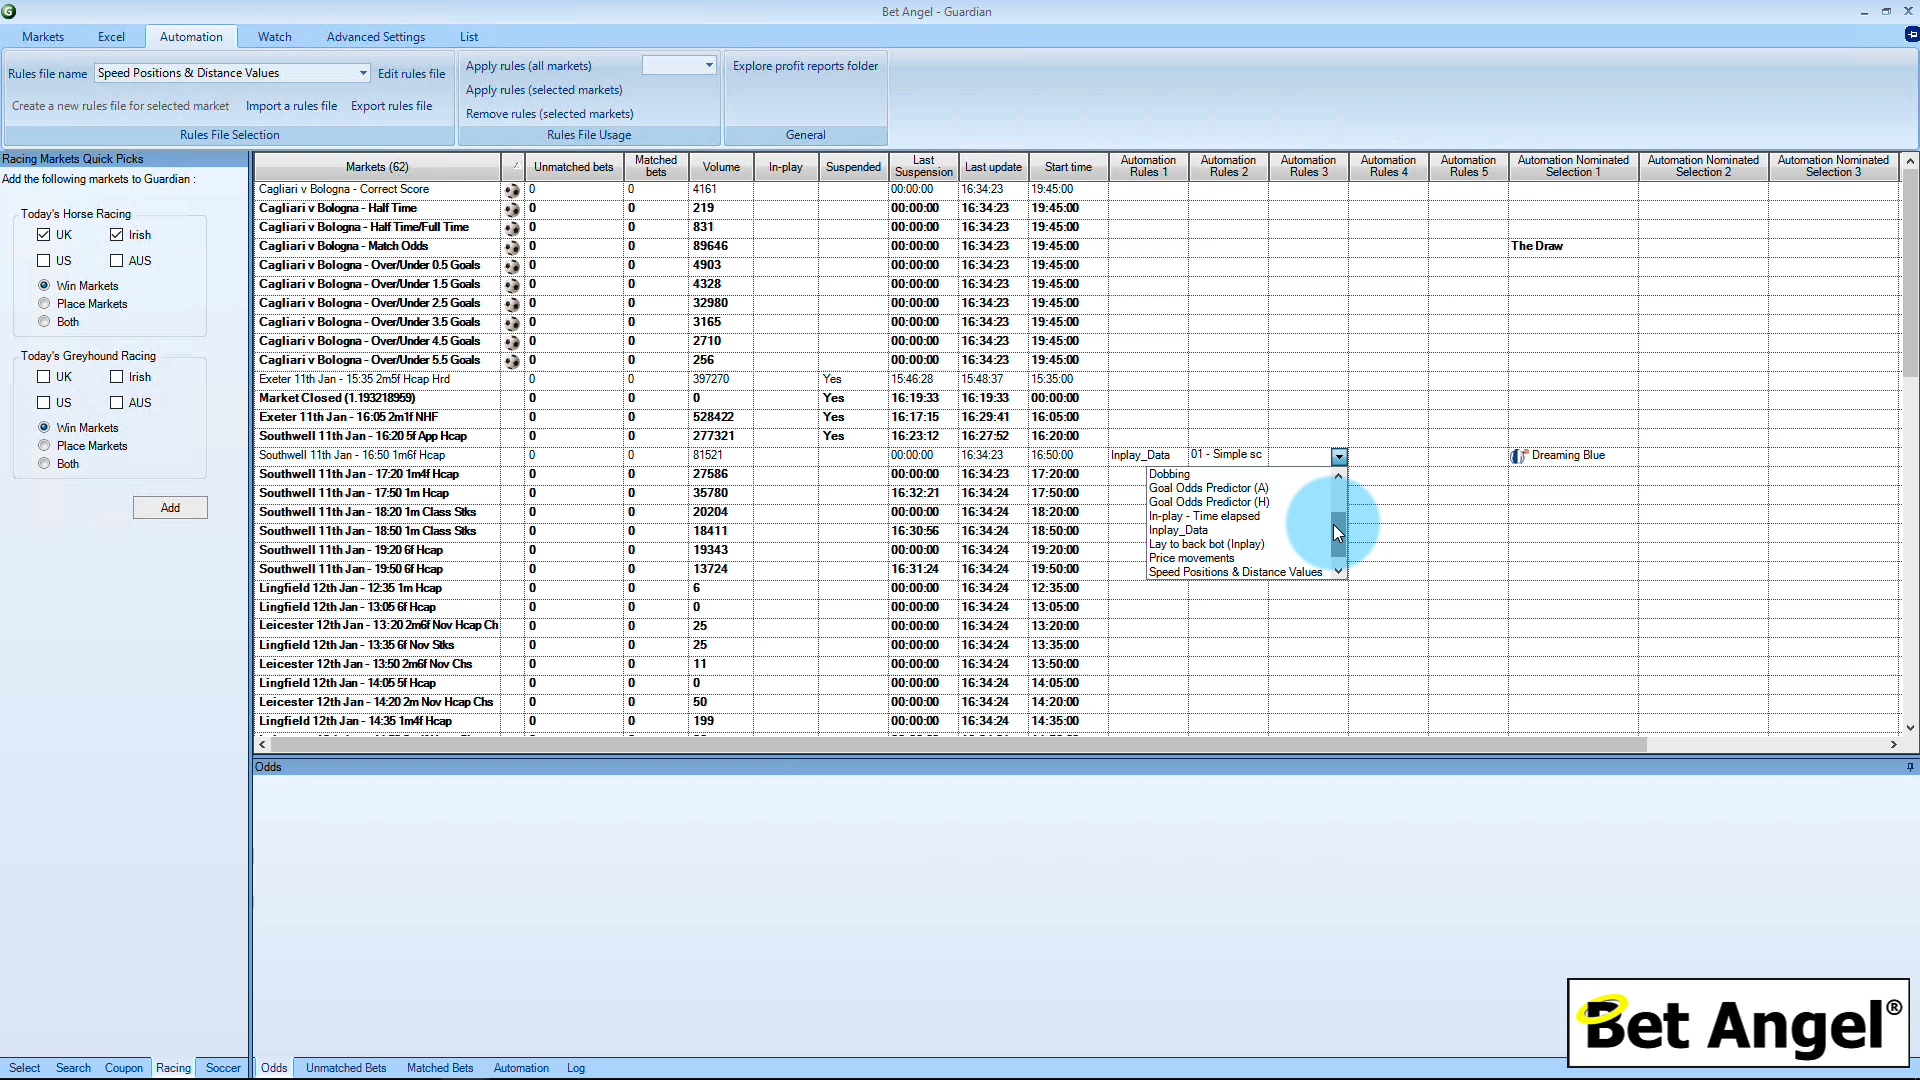 Bet Angel - Guardian
Markets Excel Automation Watch Advanced Settings List
Rules file name Speed Positions & Distance Values Edit rules file
Create a new rules file for selected market Import a rules file Export rules file
Rules File Selection
Apply rules (all markets)
Apply rules (selected markets)
Remove rules (selected markets)
Rules File Usage
Explore profit reports folder
General
Racing Markets Quick Picks
Add the following markets to Guardian :
Today's Horse Racing
UK Irish
US AUS
Win Markets
Place Markets
Both
Today's Greyhound Racing
UK Irish
US AUS
Win Markets
Place Markets
Both
Add
Markets (62) Unmatched bets Matched bets Volume In-play Suspended Last Suspension Last update Start time Automation Rules 1 Automation Rules 2 Automation Rules 3 Automation Rules 4 Automation Rules 5 Automation Nominated Selection 1 Automation Nominated Selection 2 Automation Nominated Selection 3
Cagliari v Bologna - Correct Score 0 0 4161 00:00:00 16:34:23 19:45:00
Cagliari v Bologna - Half Time 0 0 219 00:00:00 16:34:23 19:45:00
Cagliari v Bologna - Half Time/Full Time 0 0 831 00:00:00 16:34:23 19:45:00
Cagliari v Bologna - Match Odds 0 0 89646 00:00:00 16:34:23 19:45:00 The Draw
Cagliari v Bologna - Over/Under 0.5 Goals 0 0 4903 00:00:00 16:34:23 19:45:00
Cagliari v Bologna - Over/Under 1.5 Goals 0 0 4328 00:00:00 16:34:23 19:45:00
Cagliari v Bologna - Over/Under 2.5 Goals 0 0 32980 00:00:00 16:34:23 19:45:00
Cagliari v Bologna - Over/Under 3.5 Goals 0 0 3165 00:00:00 16:34:23 19:45:00
Cagliari v Bologna - Over/Under 4.5 Goals 0 0 2710 00:00:00 16:34:23 19:45:00
Cagliari v Bologna - Over/Under 5.5 Goals 0 0 256 00:00:00 16:34:23 19:45:00
Exeter 11th Jan - 15:35 2m5f Hcap Hrd 0 0 397270 Yes 15:46:28 15:48:37 15:35:00
Market Closed (1.193218959) 0 0 0 Yes 16:19:33 16:19:33 00:00:00
Exeter 11th Jan - 16:05 2m1f NHF 0 0 528422 Yes 16:17:15 16:29:41 16:05:00
Southwell 11th Jan - 16:20 5f App Hcap 0 0 277321 Yes 16:23:12 16:27:52 16:20:00
Southwell 11th Jan - 16:50 1m6f Hcap 0 0 81521 00:00:00 16:34:23 16:50:00 Inplay_Data 01 - Simple sc Dreaming Blue
Southwell 11th Jan - 17:20 1m4f Hcap 0 0 27586 00:00:00 16:34:23 17:20:00
Southwell 11th Jan - 17:50 1m Hcap 0 0 35780 16:32:21 16:34:24 17:50:00
Southwell 11th Jan - 18:20 1m Class Stks 0 0 20204 00:00:00 16:34:24 18:20:00
Southwell 11th Jan - 18:50 1m Class Stks 0 0 18411 16:30:56 16:34:24 18:50:00
Southwell 11th Jan - 19:20 6f Hcap 0 0 19343 00:00:00 16:34:24 19:20:00
Southwell 11th Jan - 19:50 6f Hcap 0 0 13724 16:31:24 16:34:24 19:50:00
Lingfield 12th Jan - 12:35 1m Hcap 0 0 6 00:00:00 16:34:24 12:35:00
Lingfield 12th Jan - 13:05 6f Hcap 0 0 0 00:00:00 16:34:24 13:05:00
Leicester 12th Jan - 13:20 2m6f Nov Hcap Ch 0 0 25 00:00:00 16:34:24 13:20:00
Lingfield 12th Jan - 13:35 6f Nov Stks 0 0 25 00:00:00 16:34:24 13:35:00
Leicester 12th Jan - 13:50 2m6f Nov Chs 0 0 11 00:00:00 16:34:24 13:50:00
Lingfield 12th Jan - 14:05 5f Hcap 0 0 0 00:00:00 16:34:24 14:05:00
Leicester 12th Jan - 14:20 2m Nov Hcap Chs 0 0 50 00:00:00 16:34:24 14:20:00
Lingfield 12th Jan - 14:35 1m4f Hcap 0 0 199 00:00:00 16:34:24 14:35:00
Dobbing
Goal Odds Predictor (A)
Goal Odds Predictor (H)
In-play - Time elapsed
Inplay_Data
Lay to back bot (Inplay)
Price movements
Speed Positions & Distance Values
Odds
Bet Angel®
Select Search Coupon Racing Soccer
Odds Unmatched Bets Matched Bets Automation Log